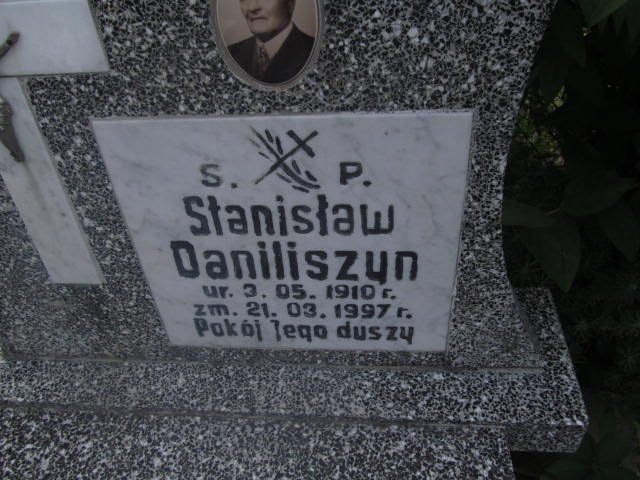 S. P.
Stanisław
Daniliszyn
ur. 3. 05. 1910 r.
zm. 21. 03. 1997 r.
Pokój Jego duszy